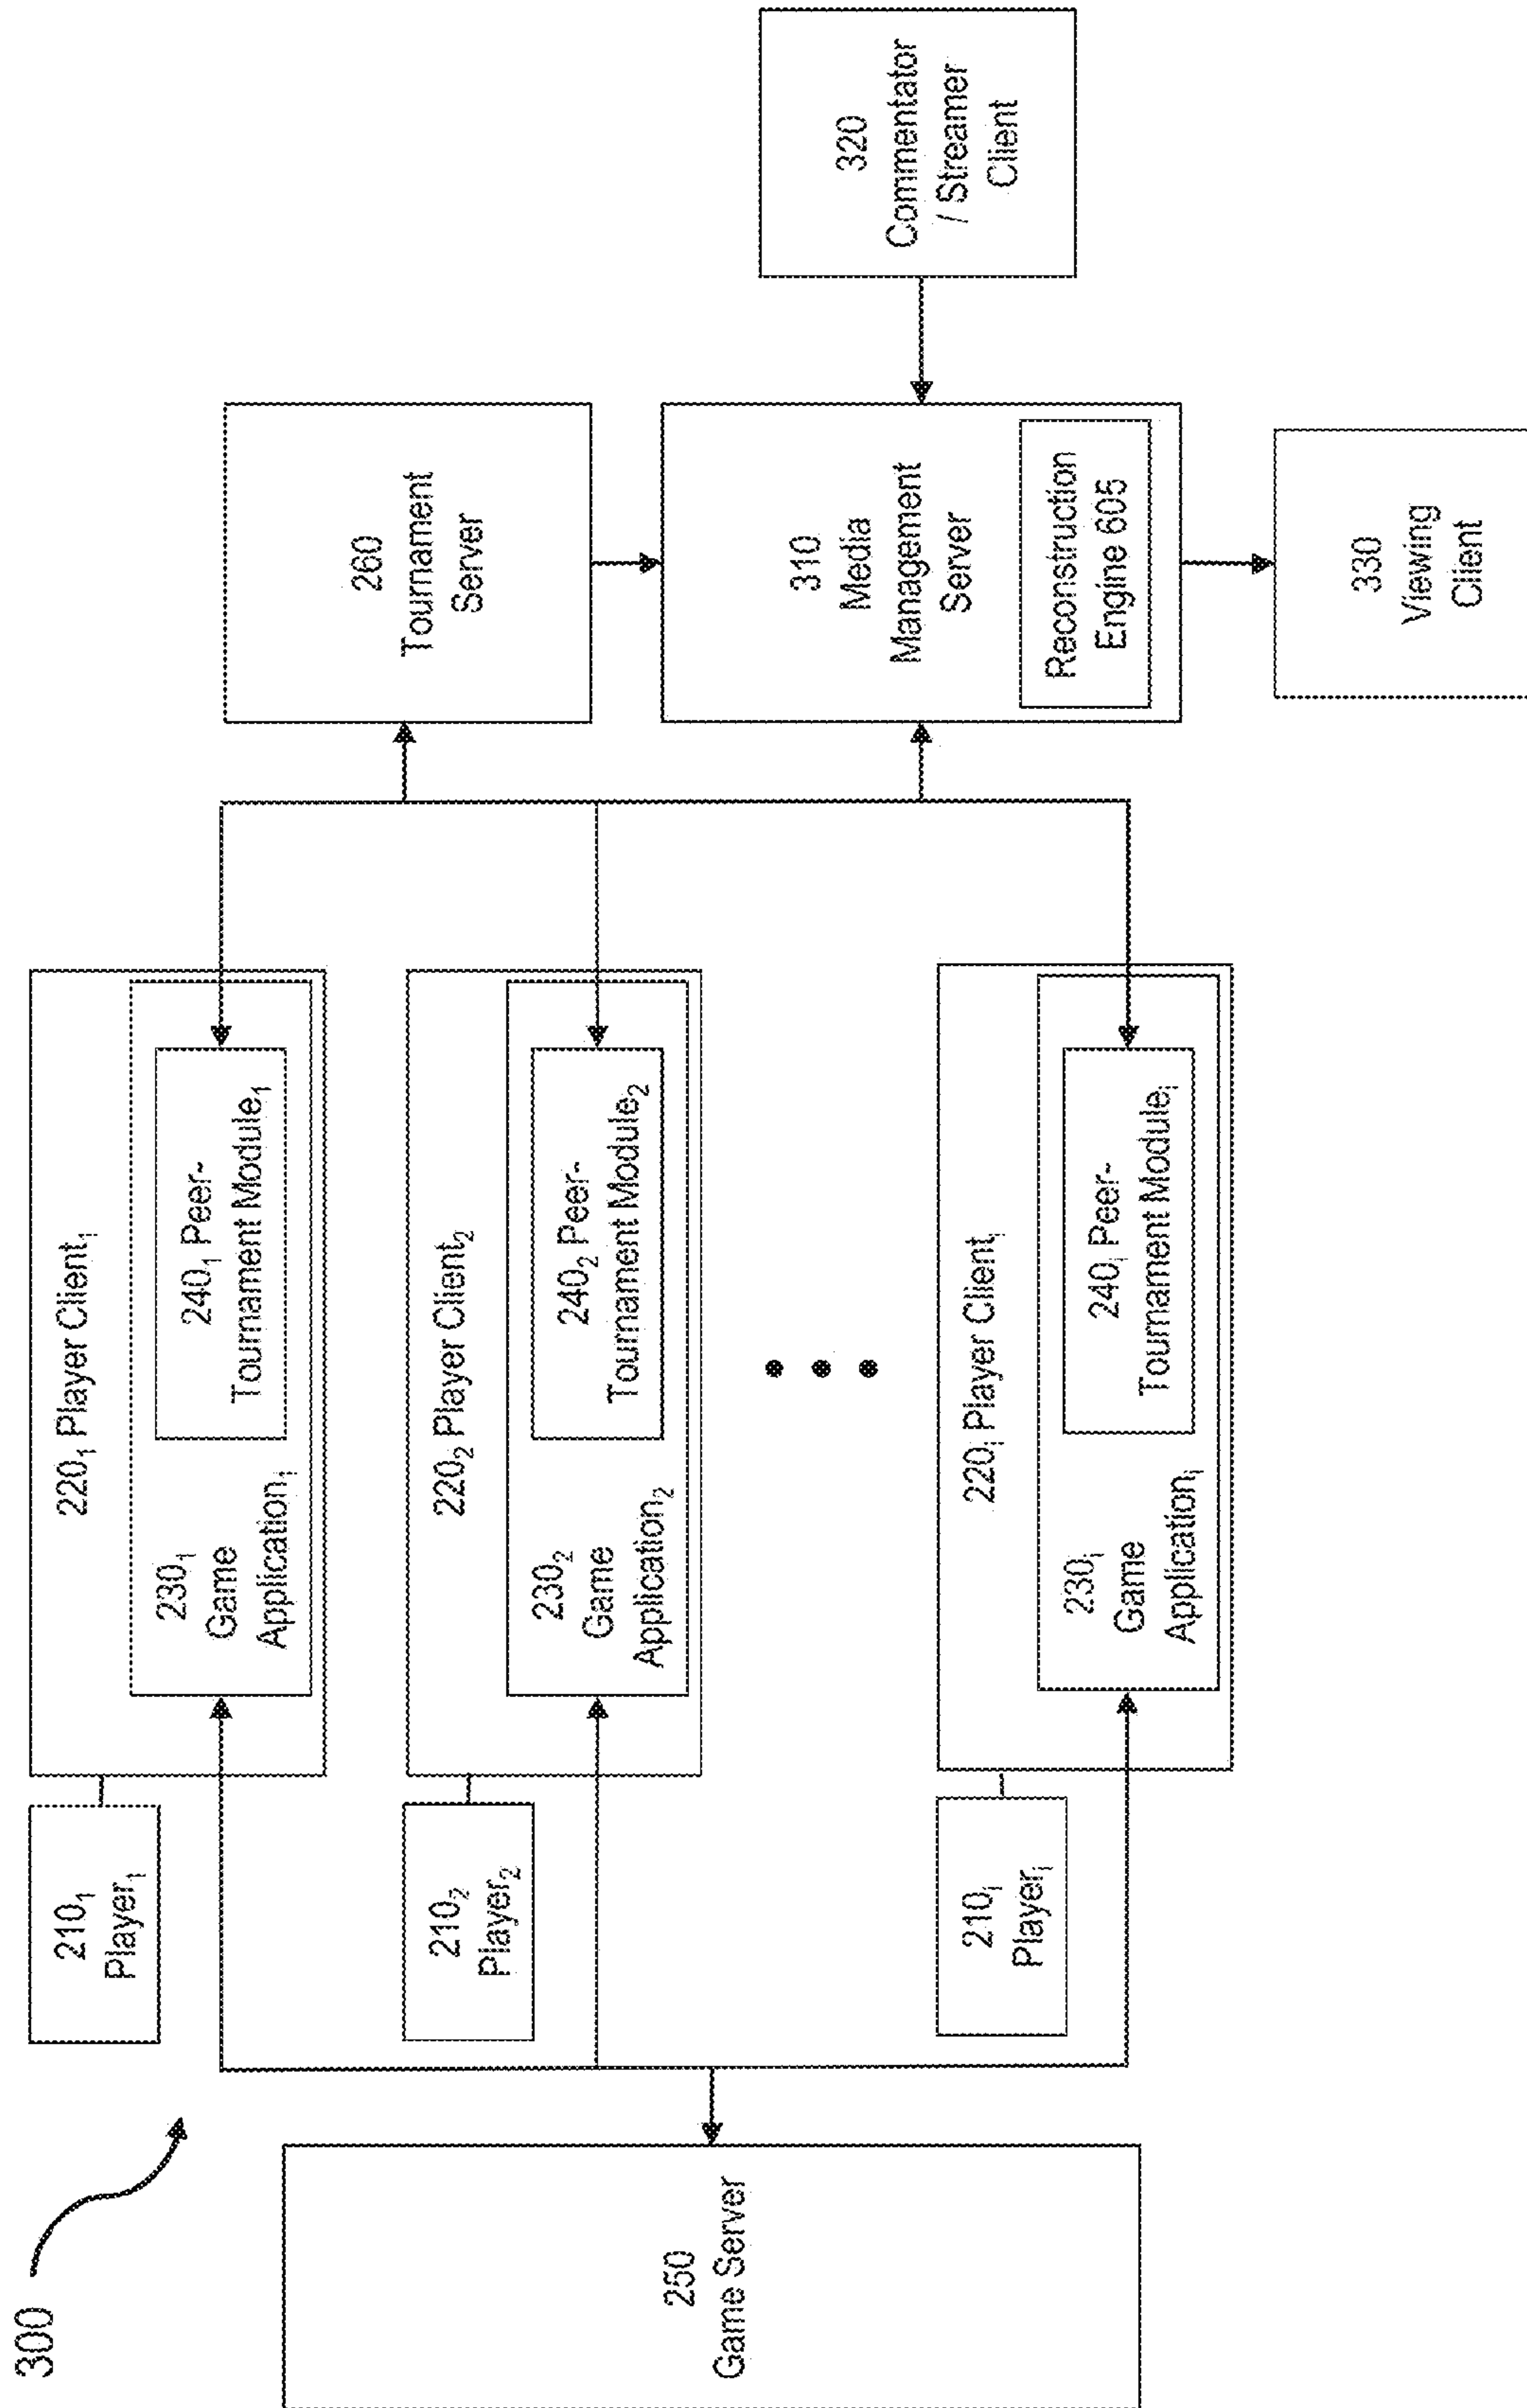 300
250
Game Server
210₁
Player₁
220₁ Player Client₁
230₁
Game
Application₁
240₁ Peer-
Tournament Module₁
210₂
Player₂
220₂ Player Client₂
230₂
Game
Application₂
240₂ Peer-
Tournament Module₂
210ᵢ
Playerᵢ
220ᵢ Player Clientᵢ
230ᵢ
Game
Applicationᵢ
240ᵢ Peer-
Tournament Moduleᵢ
260
Tournament
Server
310
Media
Management
Server
Reconstruction
Engine 605
320
Commentator
/ Streamer
Client
330
Viewing
Client